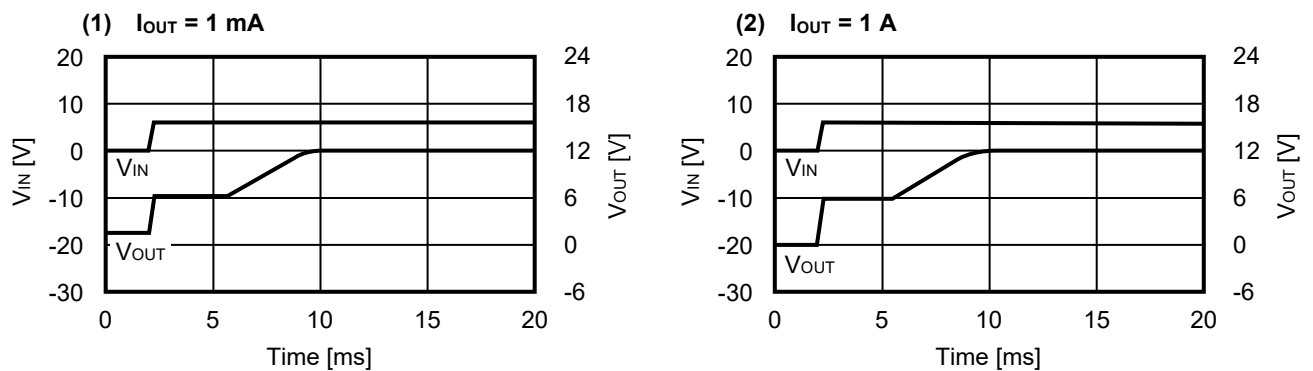 (1) IOUT = 1 mA
20
10
0
-10
-20
-30
VIN [V]
VIN
VOUT
24
18
12
6
0
-6
VOUT [V]
0 5 10 15 20
Time [ms]
(2) IOUT = 1 A
20
10
0
-10
-20
-30
VIN [V]
VIN
VOUT
24
18
12
6
0
-6
VOUT [V]
0 5 10 15 20
Time [ms]